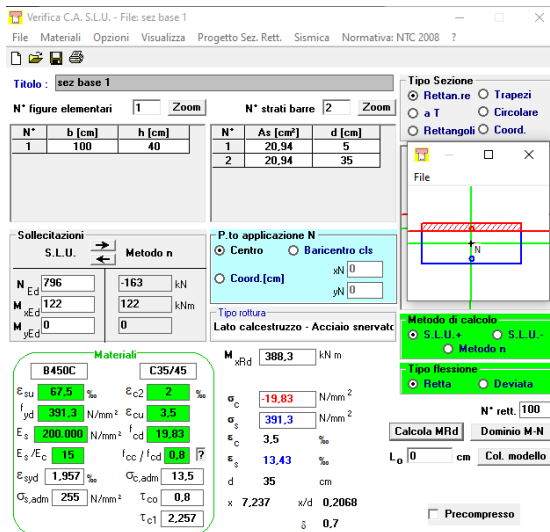 Verifica C.A. S.L.U. - File: sez base 1
File Materiali Opzioni Visualizza Progetto Sez. Rett. Sismica Normativa: NTC 2008 ?
Titolo : sez base 1
N* figure elementari 1 Zoom
N* strati barre 2 Zoom
N* b [cm] h [cm]
1 100 40
N* As [cm²] d [cm]
1 20,94 5
2 20,94 35
Tipo Sezione
Rettan.re Trapezi
a T Circolare
Rettangoli Coord.
File
N
Sollecitazioni
S.L.U. Metodo n
N Ed 796 -163 kN
M xEd 122 122 kNm
M yEd 0 0
P.to applicazione N
Centro Baricentro cls
Coord.[cm] xN 0
yN 0
Tipo rottura
Lato calcestruzzo - Acciaio snervato
Metodo di calcolo
S.L.U.+ S.L.U.-
Metodo n
Tipo flessione
Retta Deviata
N* rett. 100
Calcola MRd Dominio M-N
L₀ 0 cm Col. modello
Precompresso
Materiali
B450C C35/45
εsu 67,5 ‰ εc2 2 ‰
fyd 391,3 N/mm² εcu 3,5
Es 200.000 N/mm² fcd 19,83
Es/Ec 15 fcc/fcd 0,8 ?
εsyd 1,957 ‰ σc,adm 13,5
σs,adm 255 N/mm² τco 0,8
τc1 2,257
M xRd 388,3 kN m
σc -19,83 N/mm²
σs 391,3 N/mm²
εc 3,5 ‰
εs 13,43 ‰
d 35 cm
x 7,237 x/d 0,2068
δ 0,7